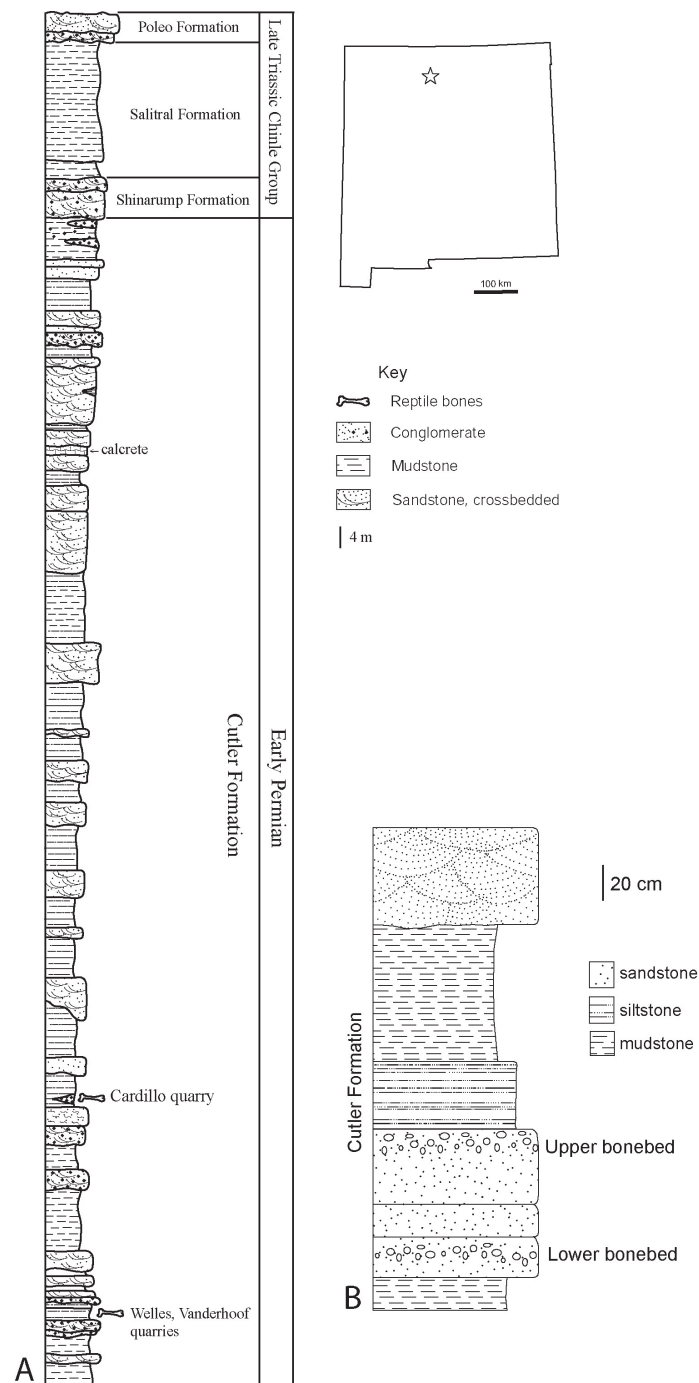 Poleo Formation
Salitral Formation
Shinarump Formation
Late Triassic Chinle Group
100 km
Key
Reptile bones
Conglomerate
Mudstone
Sandstone, crossbedded
4 m
calcrete
Cutler Formation
Early Permian
Cardillo quarry
Welles, Vanderhoof
quarries
A
20 cm
sandstone
siltstone
mudstone
Cutler Formation
Upper bonebed
Lower bonebed
B